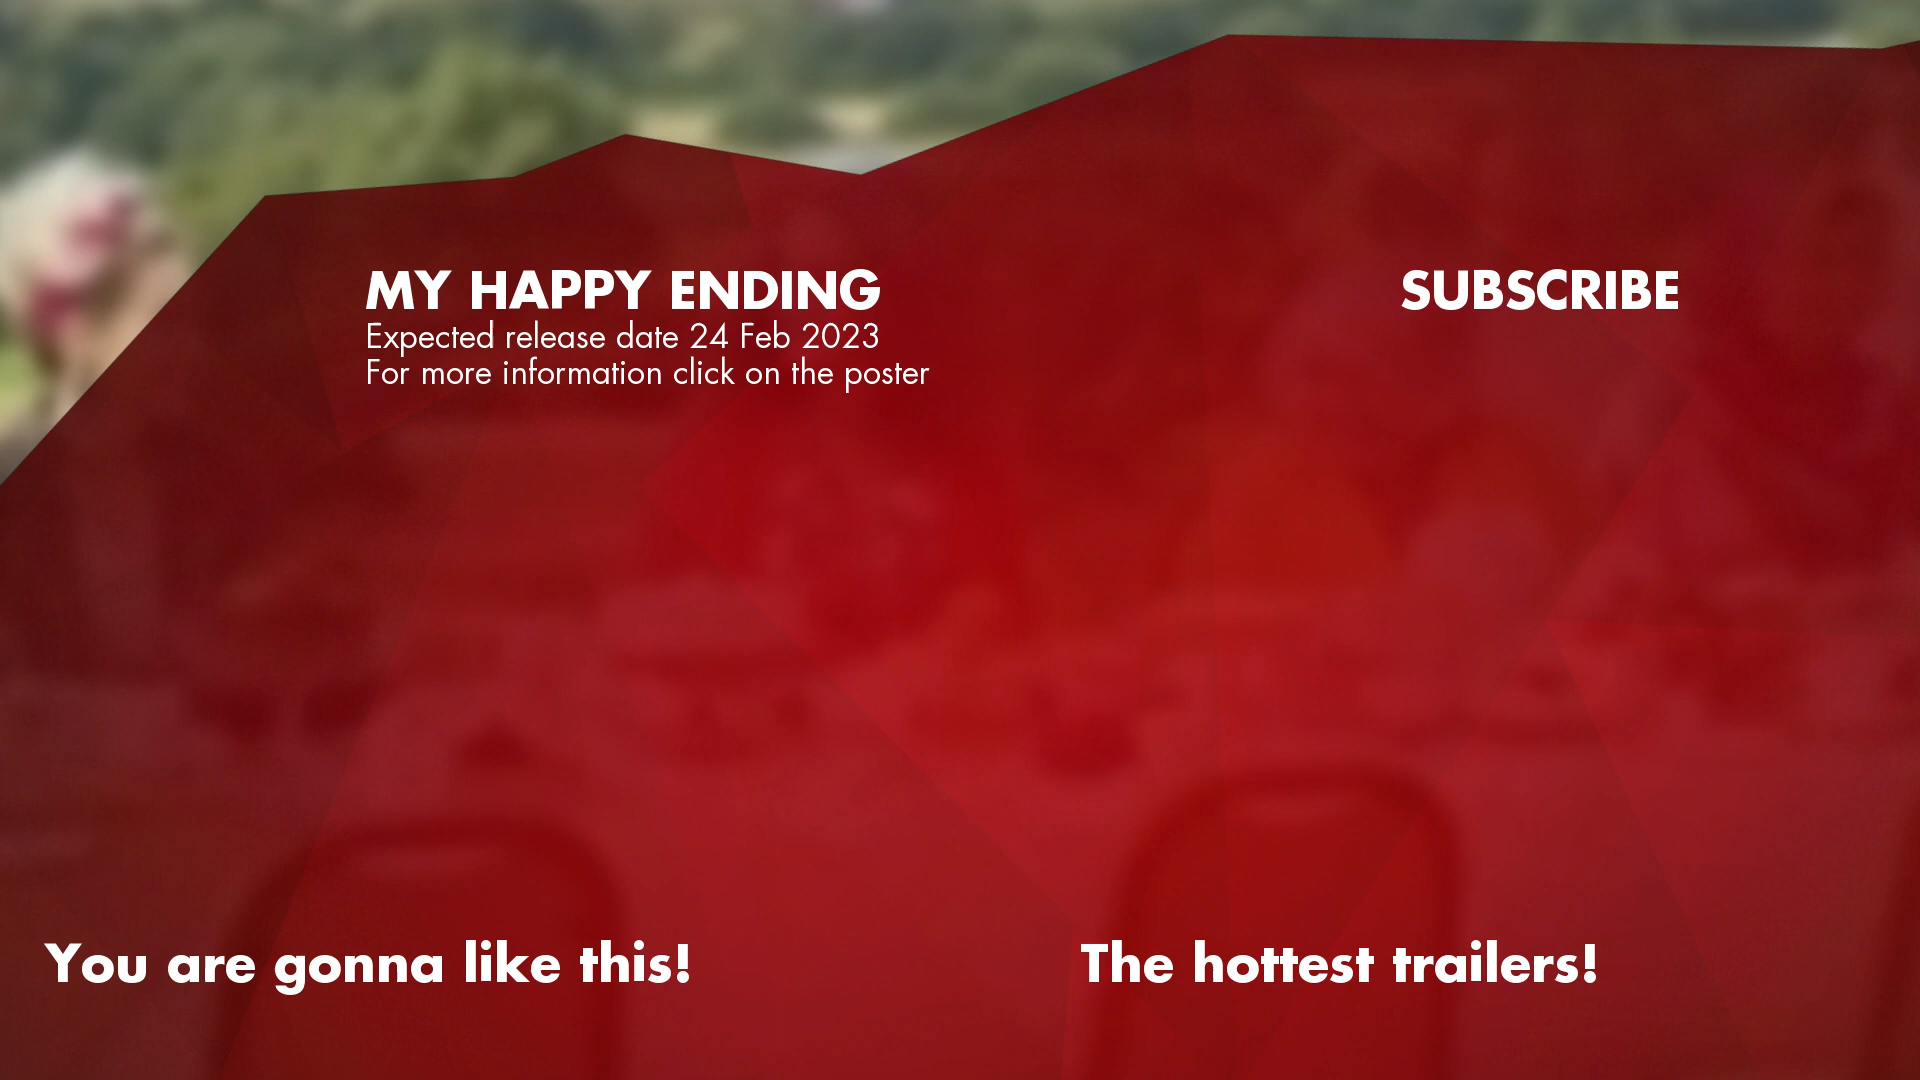 MY HAPPY ENDING
Expected release date 24 Feb 2023
For more information click on the poster
SUBSCRIBE
You are gonna like this!
The hottest trailers!